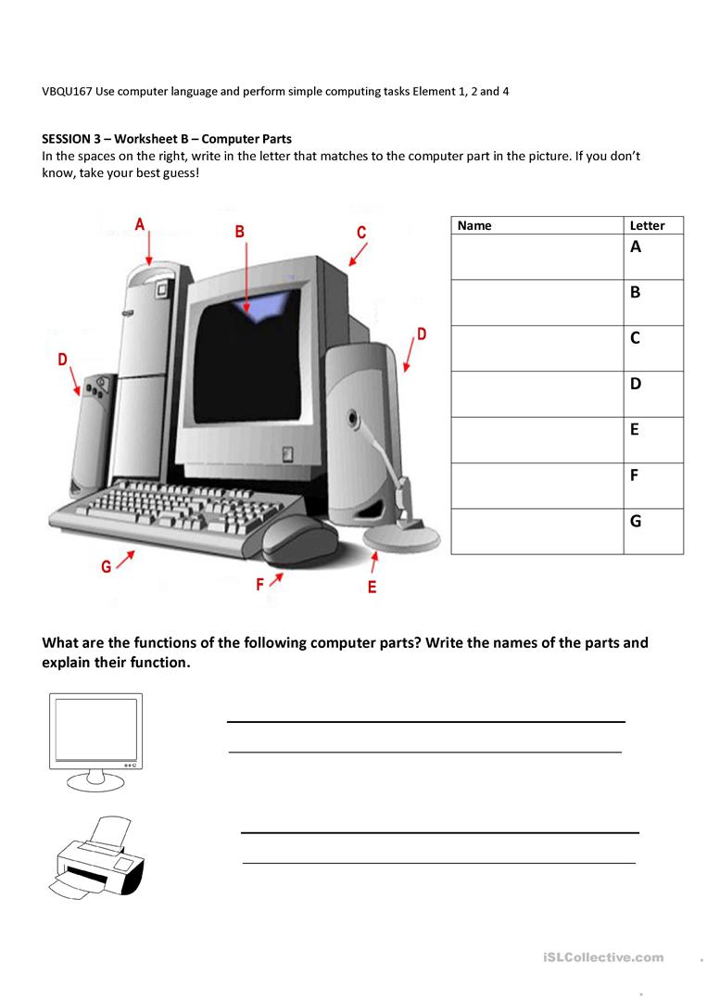 VBQU167 Use computer language and perform simple computing tasks Element 1, 2 and 4
SESSION 3 – Worksheet B – Computer Parts
In the spaces on the right, write in the letter that matches to the computer part in the picture. If you don’t
know, take your best guess!
A
B
C
D
D
G
F
E
Name Letter
A
B
C
D
E
F
G
What are the functions of the following computer parts? Write the names of the parts and
explain their function.
iSLCollective.com